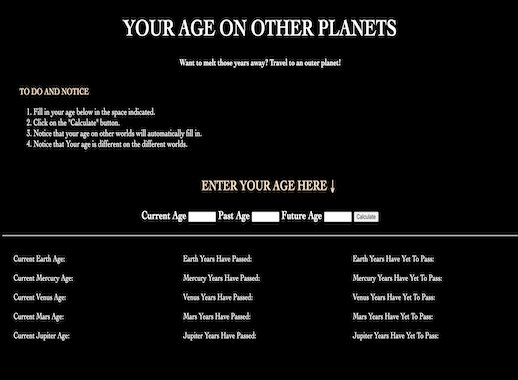 YOUR AGE ON OTHER PLANETS
Want to melt those years away? Travel to an outer planet!
TO DO AND NOTICE
1. Fill in your age below in the space indicated.
2. Click on the "Calculate" button.
3. Notice that your age on other worlds will automatically fill in.
4. Notice that Your age is different on the different worlds.
ENTER YOUR AGE HERE ↓
Current Age Past Age Future Age Calculate
Current Earth Age: Earth Years Have Passed: Earth Years Have Yet To Pass:
Current Mercury Age: Mercury Years Have Passed: Mercury Years Have Yet To Pass:
Current Venus Age: Venus Years Have Passed: Venus Years Have Yet To Pass:
Current Mars Age: Mars Years Have Passed: Mars Years Have Yet To Pass:
Current Jupiter Age: Jupiter Years Have Passed: Jupiter Years Have Yet To Pass: